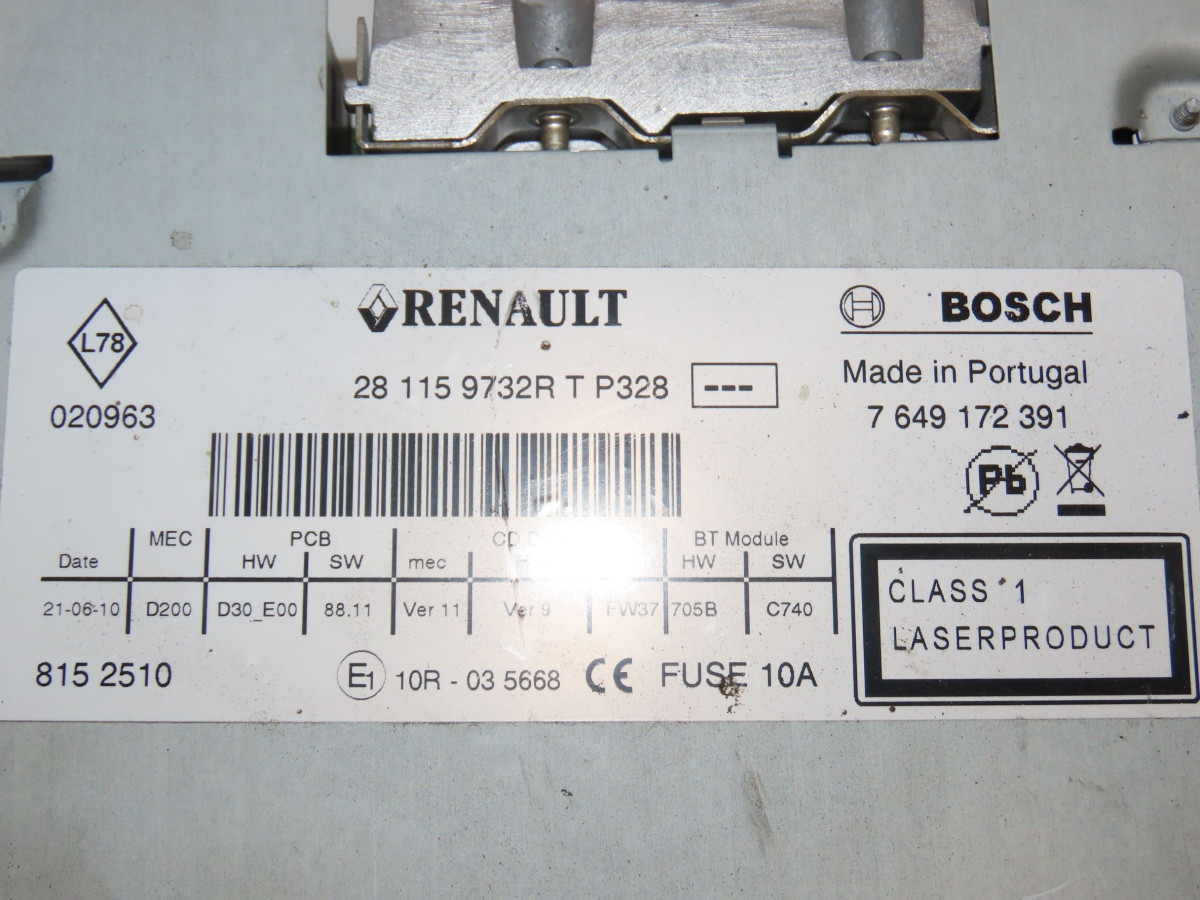 L78
020963
RENAULT
28 115 9732R T P328 ---
BOSCH
Made in Portugal
7 649 172 391
Pb
MEC PCB CD BT Module
Date HW SW mec HW SW
21-06-10 D200 D30_E00 88.11 Ver 11 Ver 9 FW37 705B C740
815 2510
E1 10R - 03 5668 CE FUSE 10A
CLASS 1
LASERPRODUCT